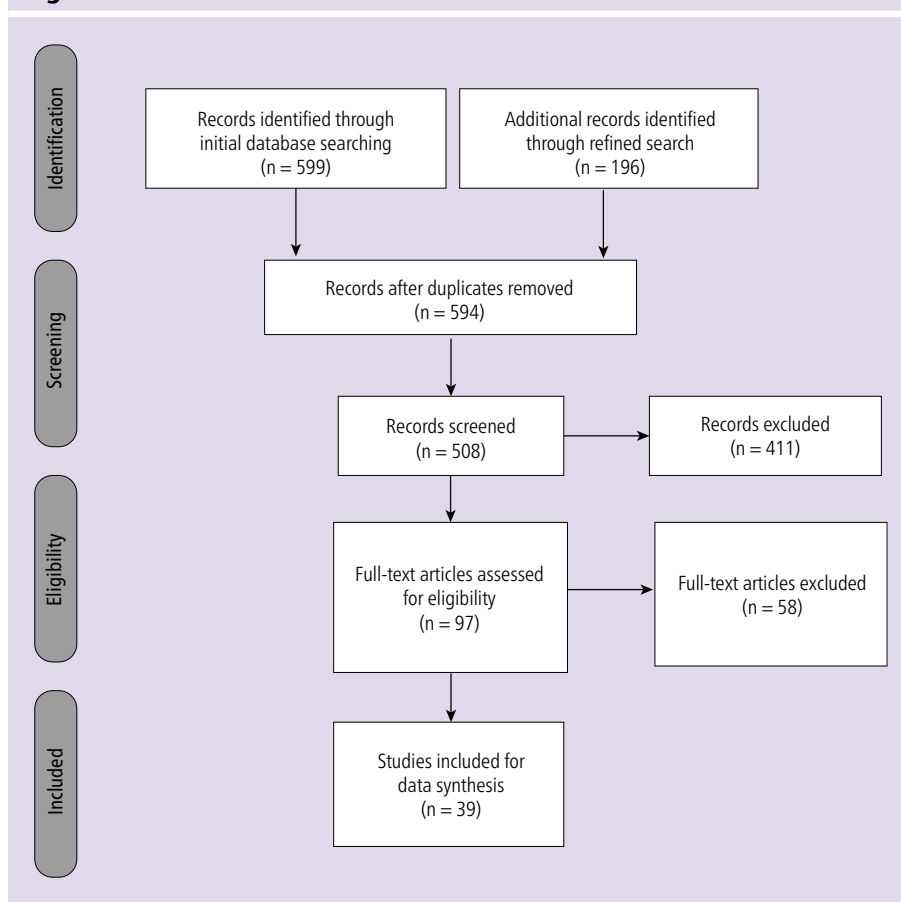 Identification
Records identified through
initial database searching
(n = 599)
Additional records identified
through refined search
(n = 196)
Screening
Records after duplicates removed
(n = 594)
Records screened
(n = 508)
Records excluded
(n = 411)
Eligibility
Full-text articles assessed
for eligibility
(n = 97)
Full-text articles excluded
(n = 58)
Included
Studies included for
data synthesis
(n = 39)